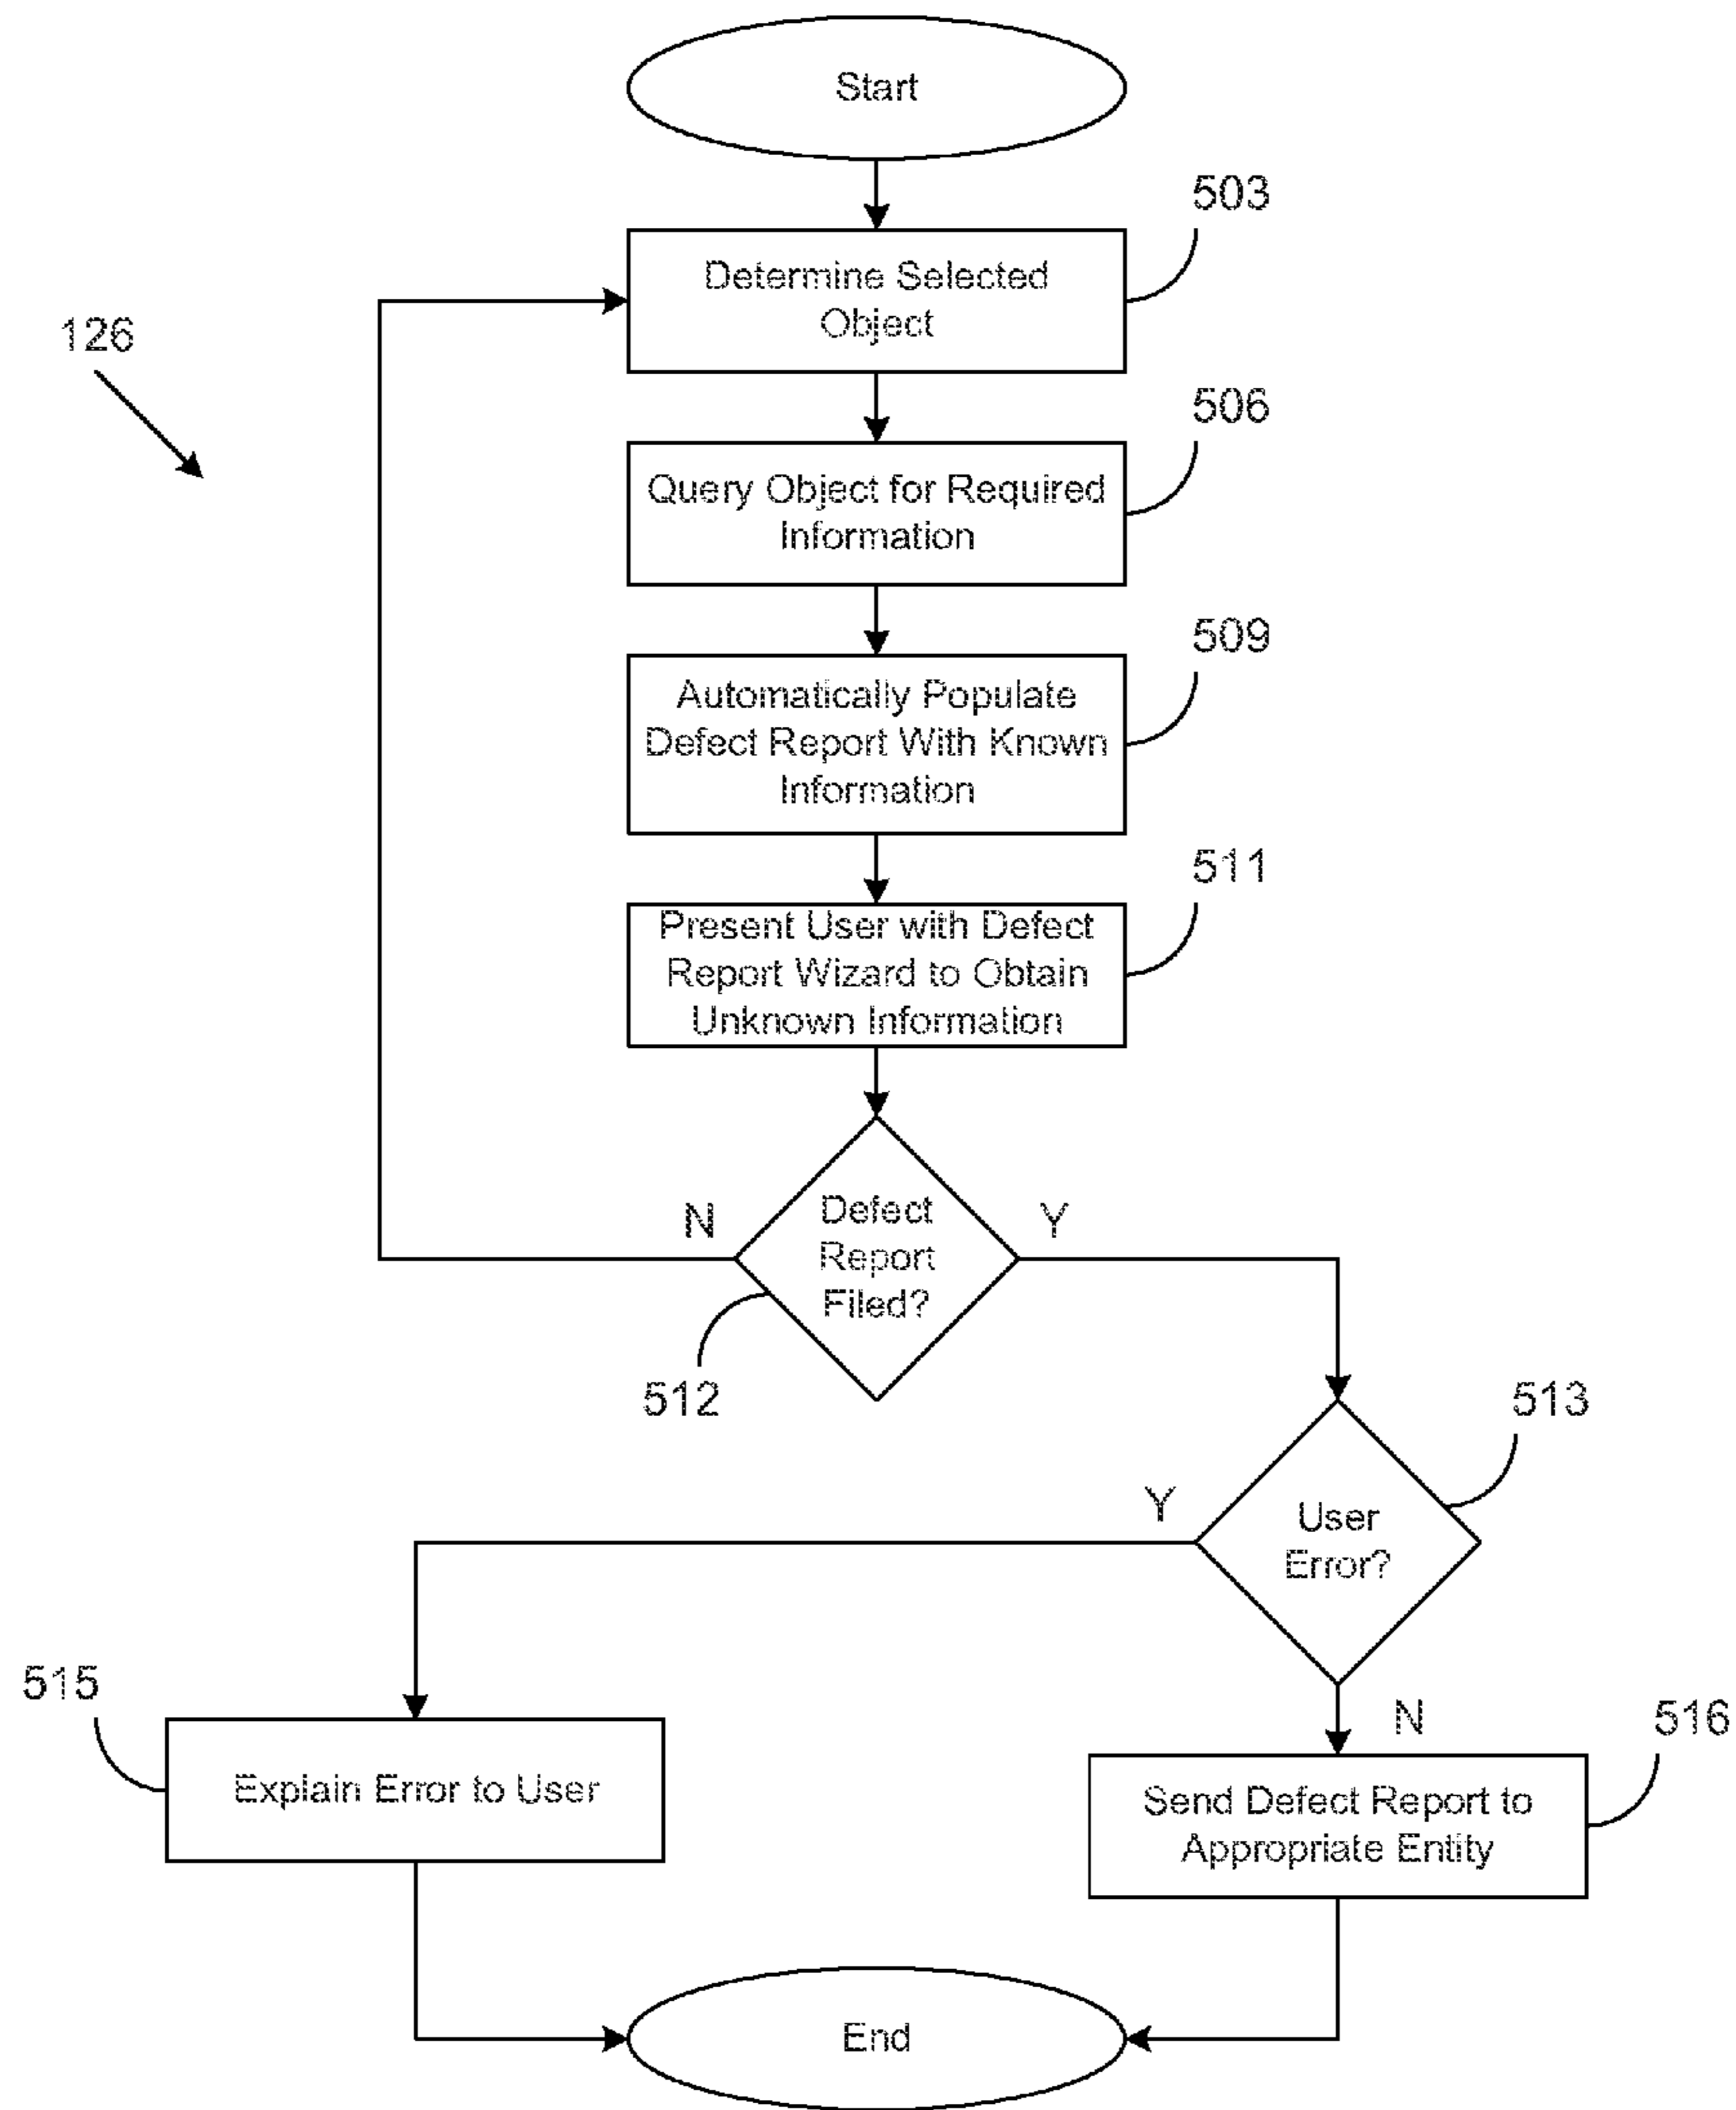 Start
503
Determine Selected
Object
126
506
Query Object for Required
Information
509
Automatically Populate
Defect Report With Known
Information
511
Present User with Defect
Report Wizard to Obtain
Unknown Information
N
Defect
Report
Filed?
Y
512
513
Y
User
Error?
515
N
516
Explain Error to User
Send Defect Report to
Appropriate Entity
End